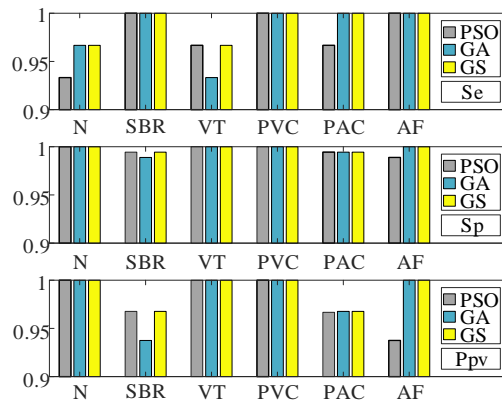 1
0.95
0.9
N SBR VT PVC PAC AF
PSO
GA
GS
Se
1
0.95
0.9
N SBR VT PVC PAC AF
PSO
GA
GS
Sp
1
0.95
0.9
N SBR VT PVC PAC AF
PSO
GA
GS
Ppv